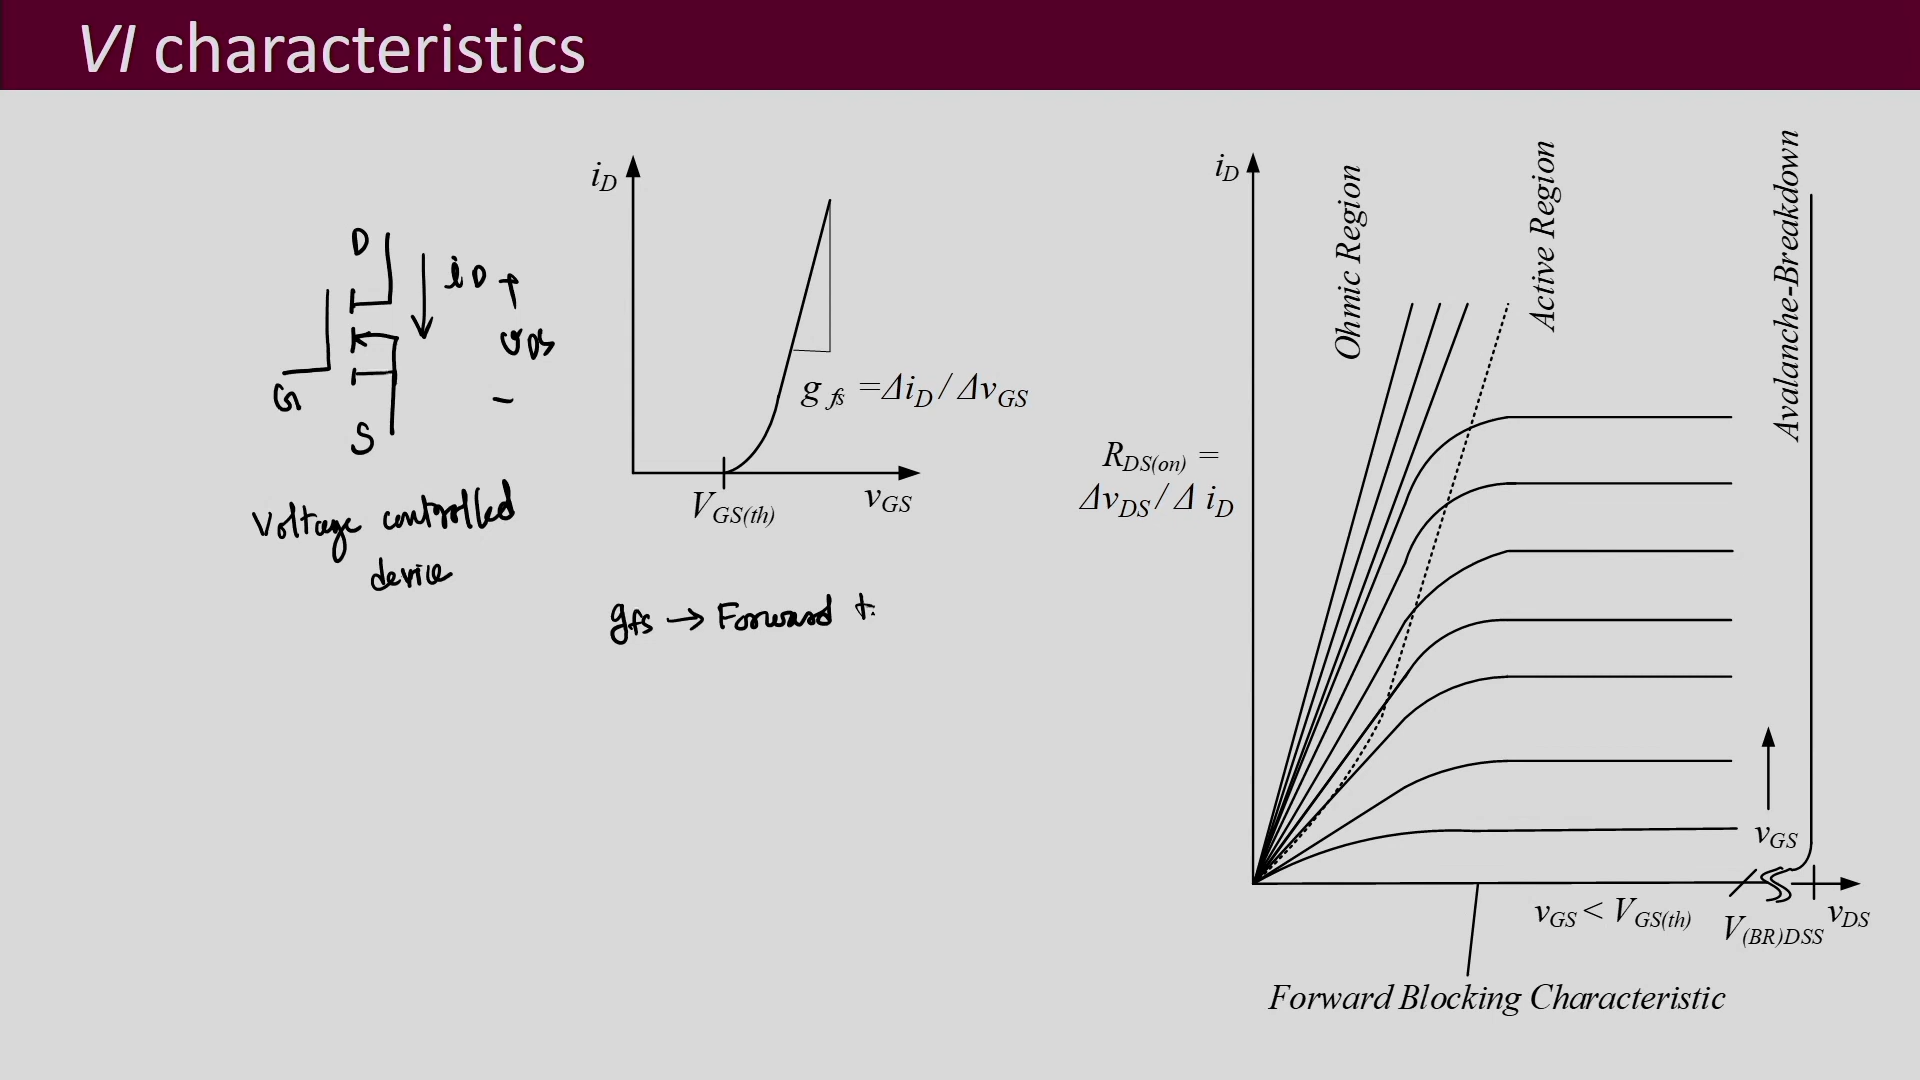 VI characteristics
D
iD
+
vDS
-
G
S
Voltage controlled
device
iD
gfs =ΔiD / ΔvGS
VGS(th)
vGS
gfs → Forward
iD
Ohmic Region
Active Region
Avalanche-Breakdown
RDS(on) =
ΔvDS / Δ iD
vGS
vGS < VGS(th)
V(BR)DSS
vDS
Forward Blocking Characteristic